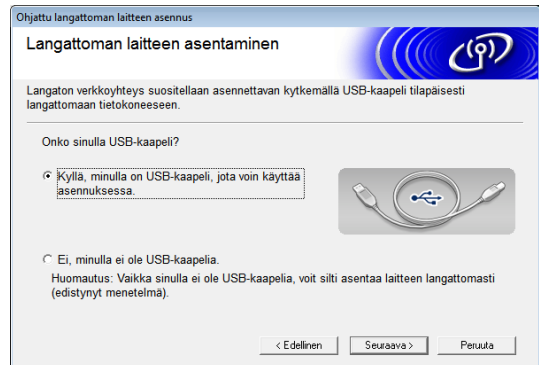 Ohjattu langattoman laitteen asennus
Langattoman laitteen asentaminen
Langaton verkkoyhteys suositellaan asennettavan kytkemällä USB-kaapeli tilapäisesti
langattomaan tietokoneeseen.
Onko sinulla USB-kaapeli?
Kyllä, minulla on USB-kaapeli, jota voin käyttää
asennuksessa.
Ei, minulla ei ole USB-kaapelia.
Huomautus: Vaikka sinulla ei ole USB-kaapelia, voit silti asentaa laitteen langattomasti
(edistynyt menetelmä).
< Edellinen
Seuraava >
Peruuta